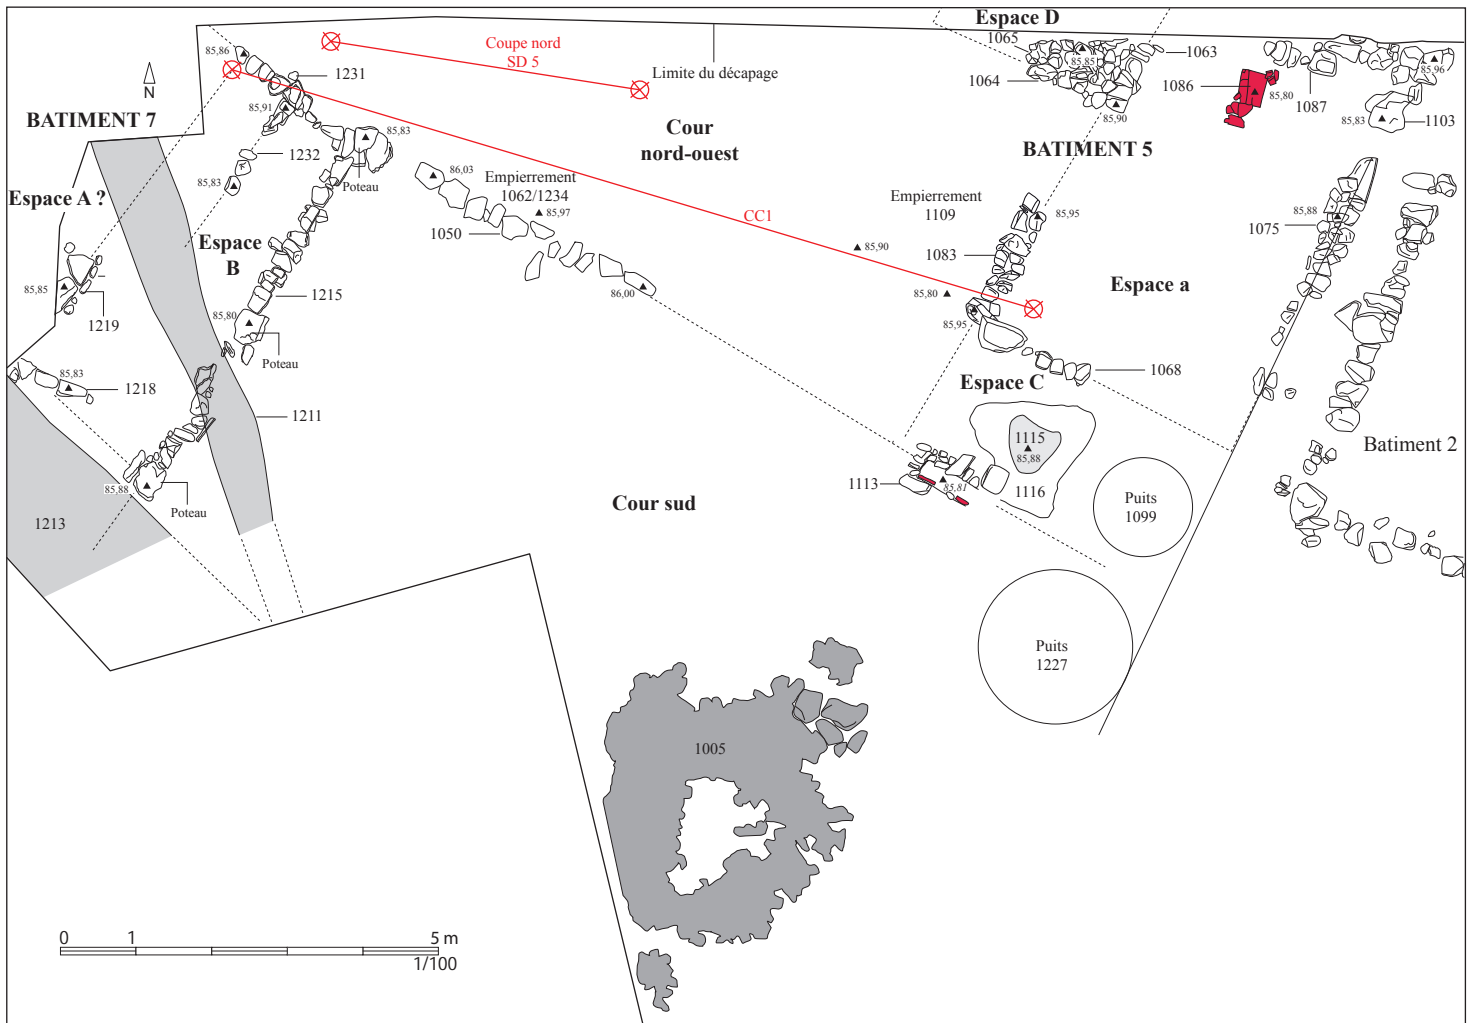 Espace D
1065
85,85
1063
1064
85,90
85,86
1231
Coupe nord
SD 5
Limite du décapage
1086
85,80
1087
85,96
85,83
1103
N
BATIMENT 7
85,91
85,83
Poteau
1232
85,83
Cour
nord-ouest
BATIMENT 5
Espace A ?
86,03
Empierrement
1062/1234
85,97
1050
CC1
Empierrement
1109
85,95
85,88
1075
Espace
B
1083
85,90
85,85
1219
1215
86,00
85,80
85,95
Espace a
85,80
Poteau
85,83
1218
1068
Espace C
1211
1115
85,88
Batiment 2
85,88
Poteau
1113
85,81
1116
Puits
1099
Cour sud
1213
Puits
1227
1005
0 1 5 m
1/100